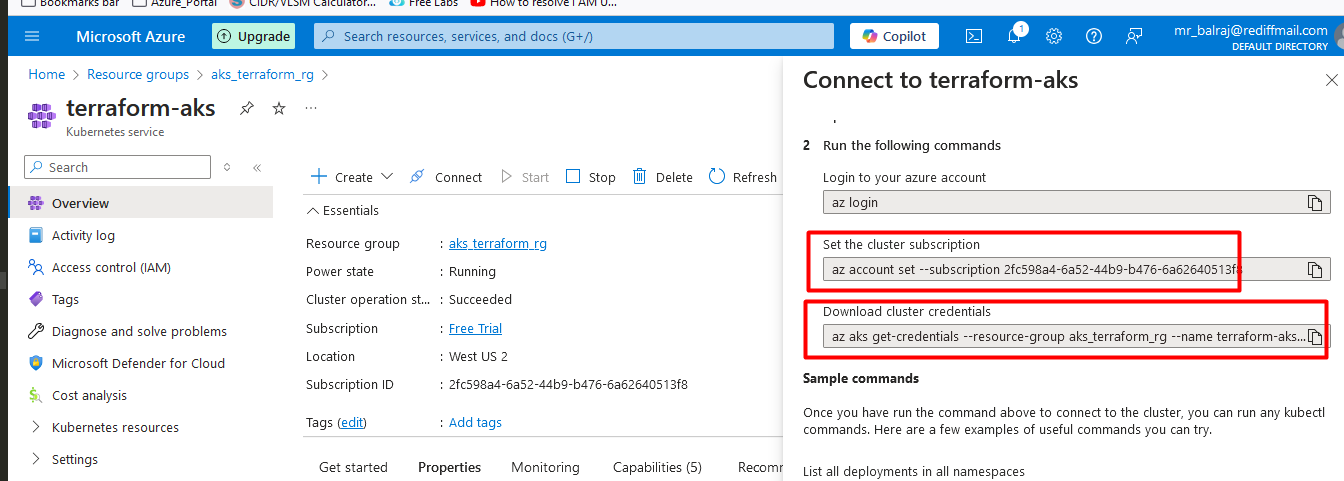 Bookmarks bar
Azure_Portal
CIDR/VLSM Calculator...
Free Labs
How to resolve I AM U...
Microsoft Azure
Upgrade
Search resources, services, and docs (G+/)
Copilot
1
mr_balraj@rediffmail.com
DEFAULT DIRECTORY
Home > Resource groups > aks_terraform_rg >
terraform-aks
Kubernetes service
Search
Overview
Activity log
Access control (IAM)
Tags
Diagnose and solve problems
Microsoft Defender for Cloud
Cost analysis
Kubernetes resources
Settings
Create
Connect
Start
Stop
Delete
Refresh
Essentials
Resource group : aks_terraform_rg
Power state : Running
Cluster operation st... : Succeeded
Subscription : Free Trial
Location : West US 2
Subscription ID : 2fc598a4-6a52-44b9-b476-6a62640513f8
Tags (edit) : Add tags
Get started
Properties
Monitoring
Capabilities (5)
Recomm
Connect to terraform-aks
2 Run the following commands
Login to your azure account
az login
Set the cluster subscription
az account set --subscription 2fc598a4-6a52-44b9-b476-6a62640513f8
Download cluster credentials
az aks get-credentials --resource-group aks_terraform_rg --name terraform-aks...
Sample commands
Once you have run the command above to connect to the cluster, you can run any kubectl
commands. Here are a few examples of useful commands you can try.
List all deployments in all namespaces